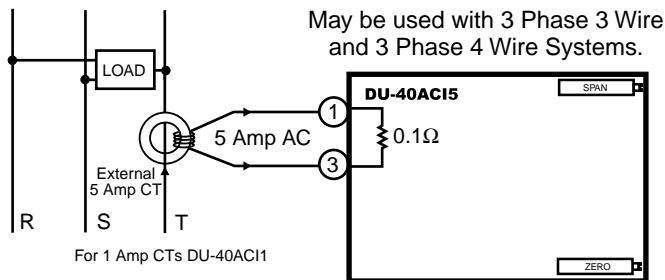 May be used with 3 Phase 3 Wire
and 3 Phase 4 Wire Systems.
LOAD
DU-40ACI5
SPAN
1
5 Amp AC
0.1Ω
3
External
5 Amp CT
R S T
For 1 Amp CTs DU-40ACI1
ZERO